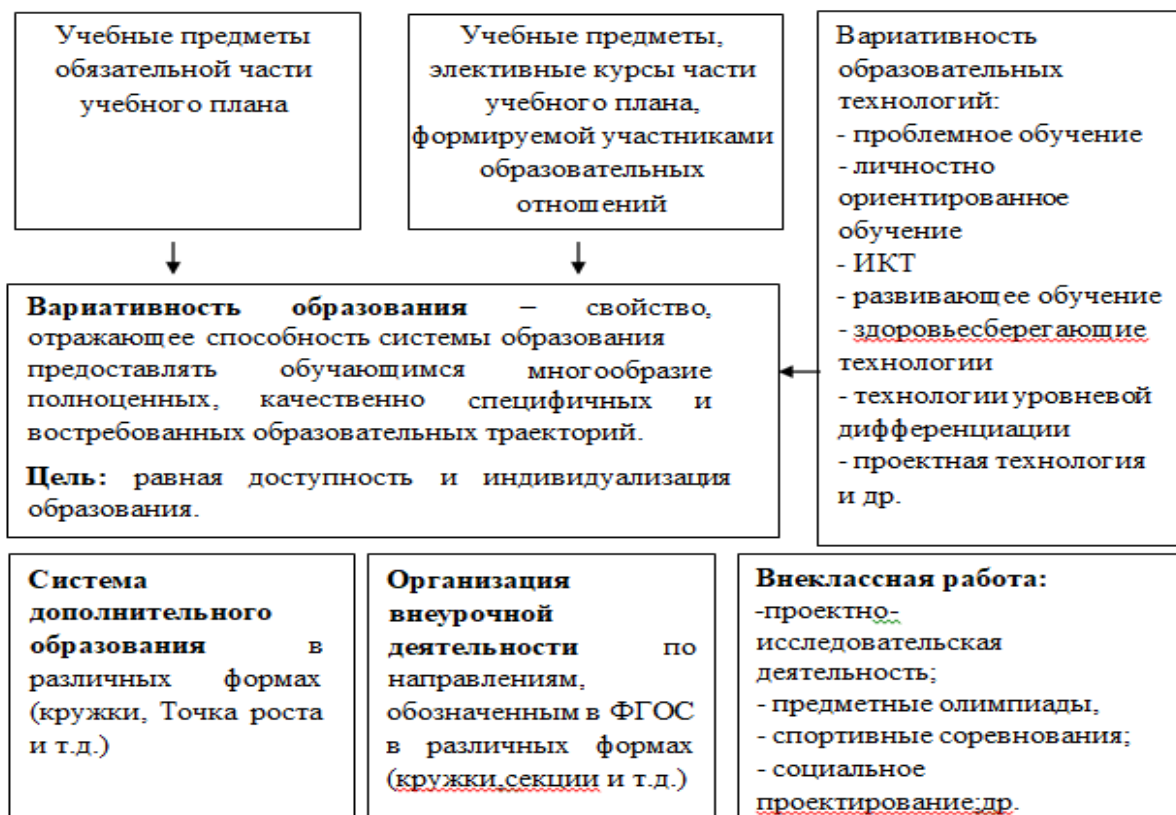 Учебные предметы
обязательной части
учебного плана
Учебные предметы,
элективные курсы части
учебного плана,
формируемой участниками
образовательных
отношений
Вариативность
образовательных
технологий:
- проблемное обучение
- личностно
ориентированное
обучение
- ИКТ
- развивающее обучение
- здоровьесберегающие
технологии
- технологии уровневой
дифференциации
- проектная технология
и др.
Вариативность образования – свойство,
отражающее способность системы образования
предоставлять обучающимся многообразие
полноценных, качественно специфичных и
востребованных образовательных траекторий.
Цель: равная доступность и индивидуализация
образования.
Система
дополнительного
образования в
различных формах
(кружки, Точка роста
и т.д.)
Организация
внеурочной
деятельности по
направлениям,
обозначенным в ФГОС
в различных формах
(кружки,секции и т.д.)
Внеклассная работа:
-проектно-
исследовательская
деятельность;
- предметные олимпиады,
- спортивные соревнования;
- социальное
проектирование;др.